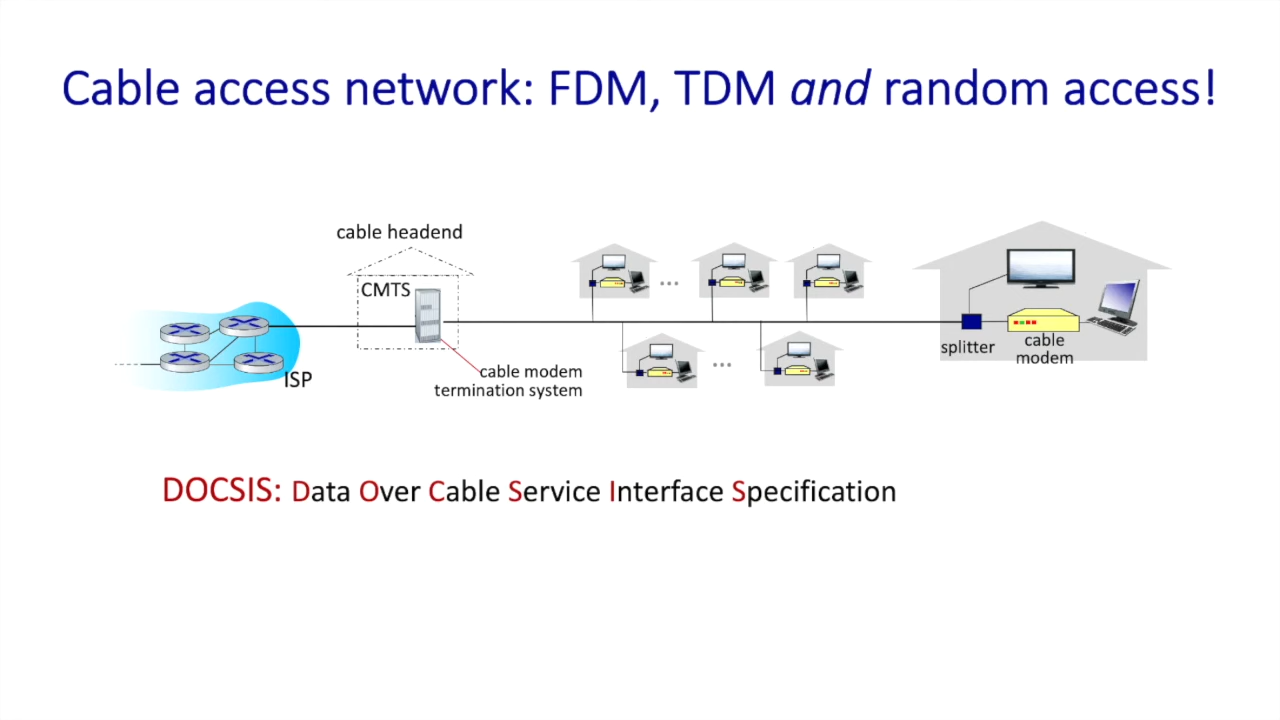 Cable access network: FDM, TDM and random access!
cable headend
CMTS
...
ISP
cable modem
termination system
...
splitter
cable
modem
DOCSIS: Data Over Cable Service Interface Specification